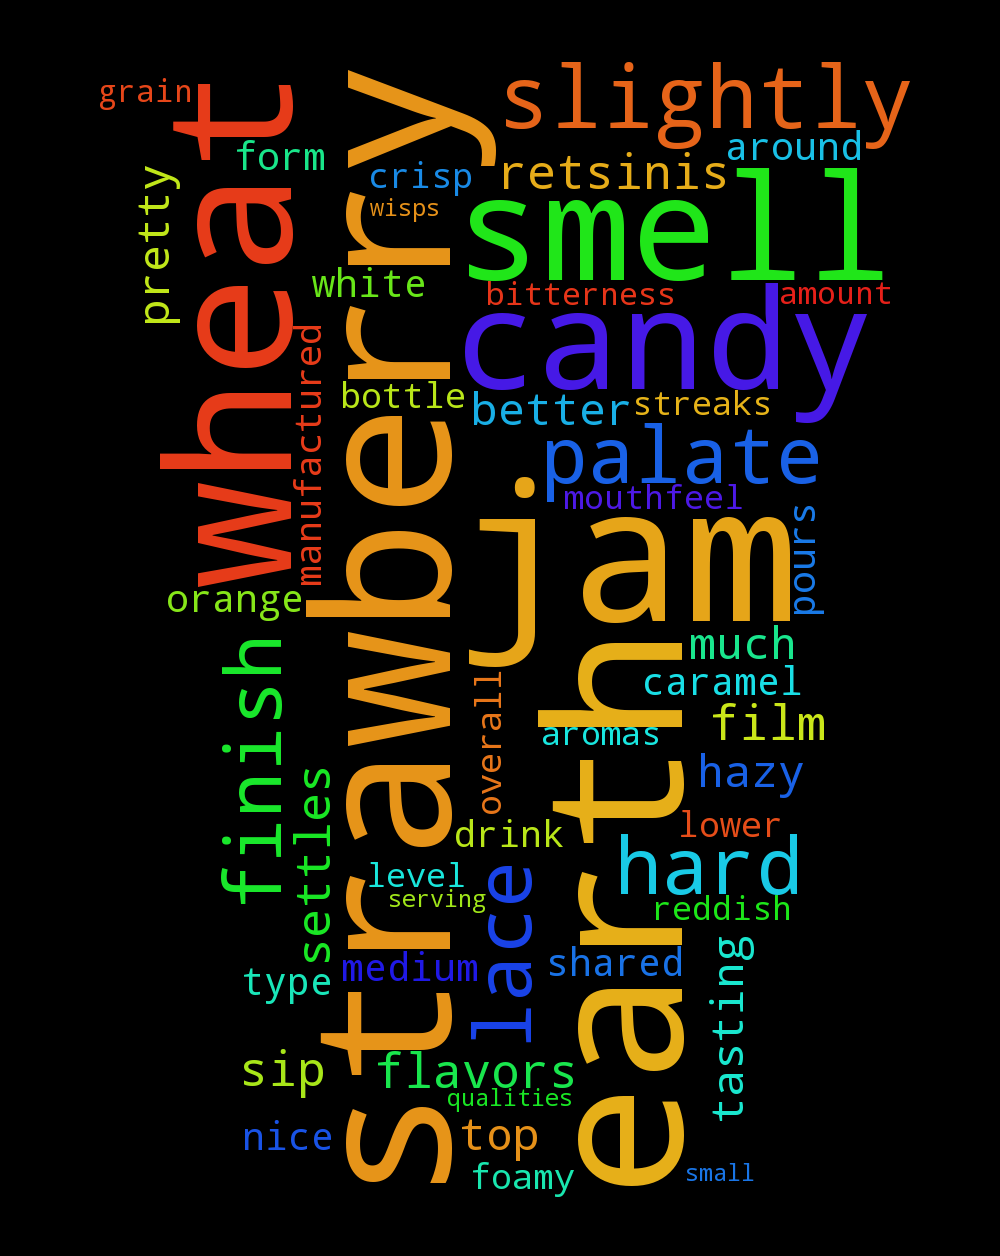 grain
wheat
strawberry
slightly
form
pretty
crisp
wisps
retsinis
around
smell
white
bitterness
amount
candy
manufactured
bottle
better
streaks
palate
mouthfeel
jam
pours
orange
finish
earth
much
caramel
overall
aromas
film
hazy
settles
drink
lower
hard
level
serving
lace
reddish
medium
shared
type
tasting
sip
flavors
qualities
nice
top
foamy
small